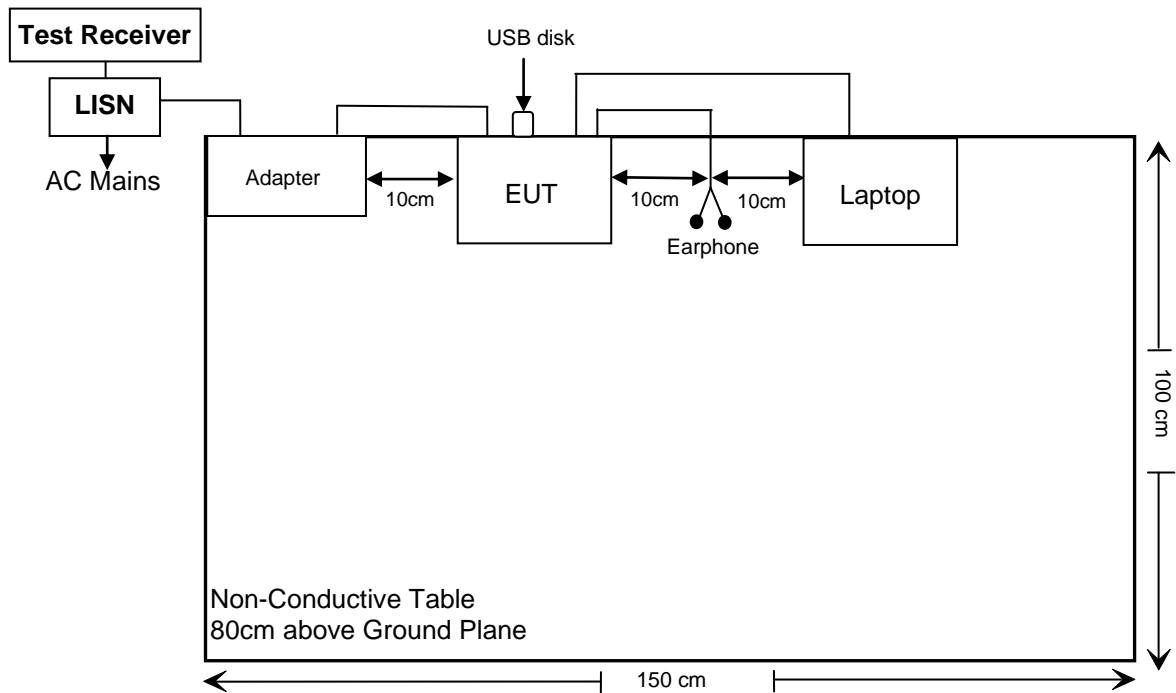 Test Receiver
LISN
AC Mains
USB disk
Adapter
10cm
EUT
10cm
10cm
Earphone
Laptop
100 cm
Non-Conductive Table
80cm above Ground Plane
150 cm